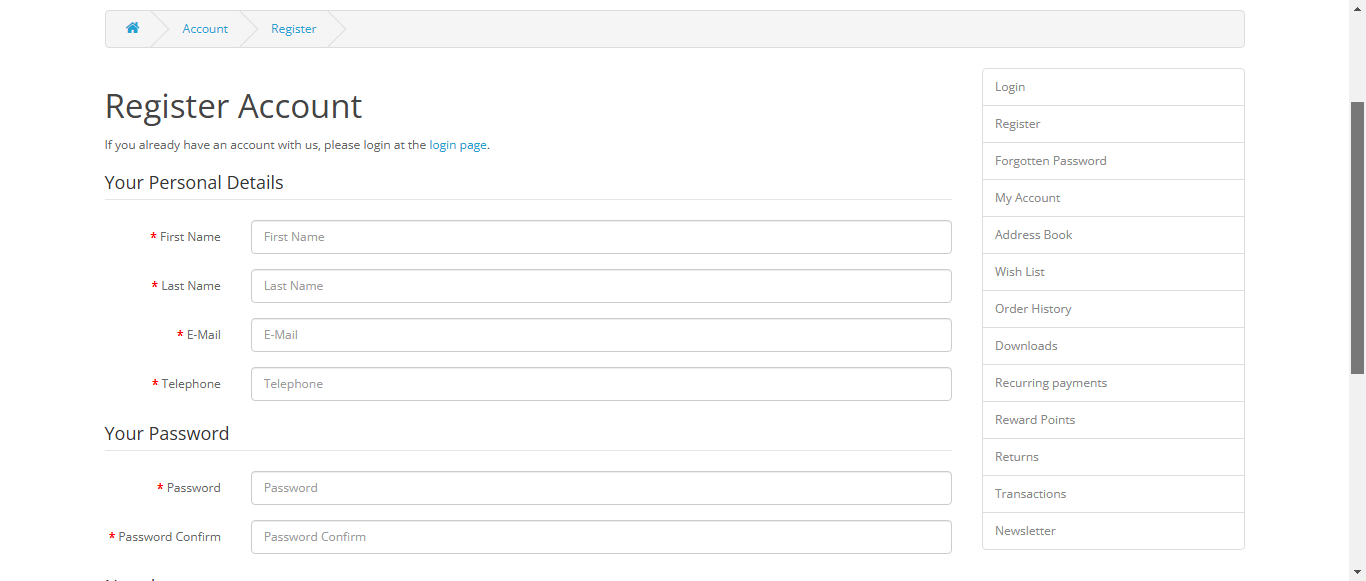 Account
Register
Register Account
If you already have an account with us, please login at the login page.
Your Personal Details
* First Name
First Name
* Last Name
Last Name
* E-Mail
E-Mail
* Telephone
Telephone
Your Password
* Password
Password
* Password Confirm
Password Confirm
Login
Register
Forgotten Password
My Account
Address Book
Wish List
Order History
Downloads
Recurring payments
Reward Points
Returns
Transactions
Newsletter